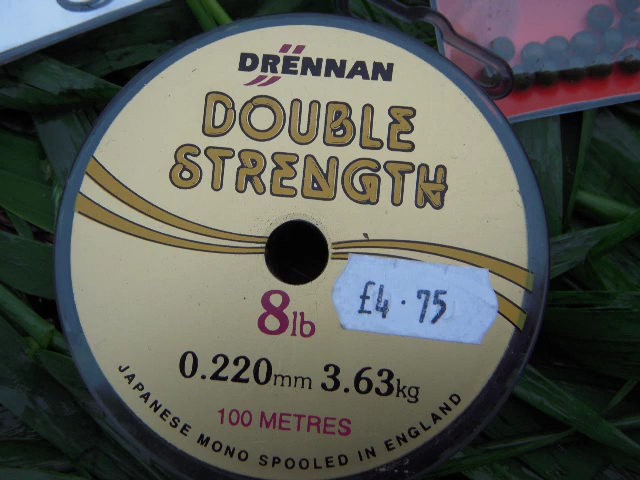 DRENNAN
DOUBLE
STRENGTH
£4.75
8lb
0.220mm 3.63kg
100 METRES
JAPANESE MONO SPOOLED IN ENGLAND